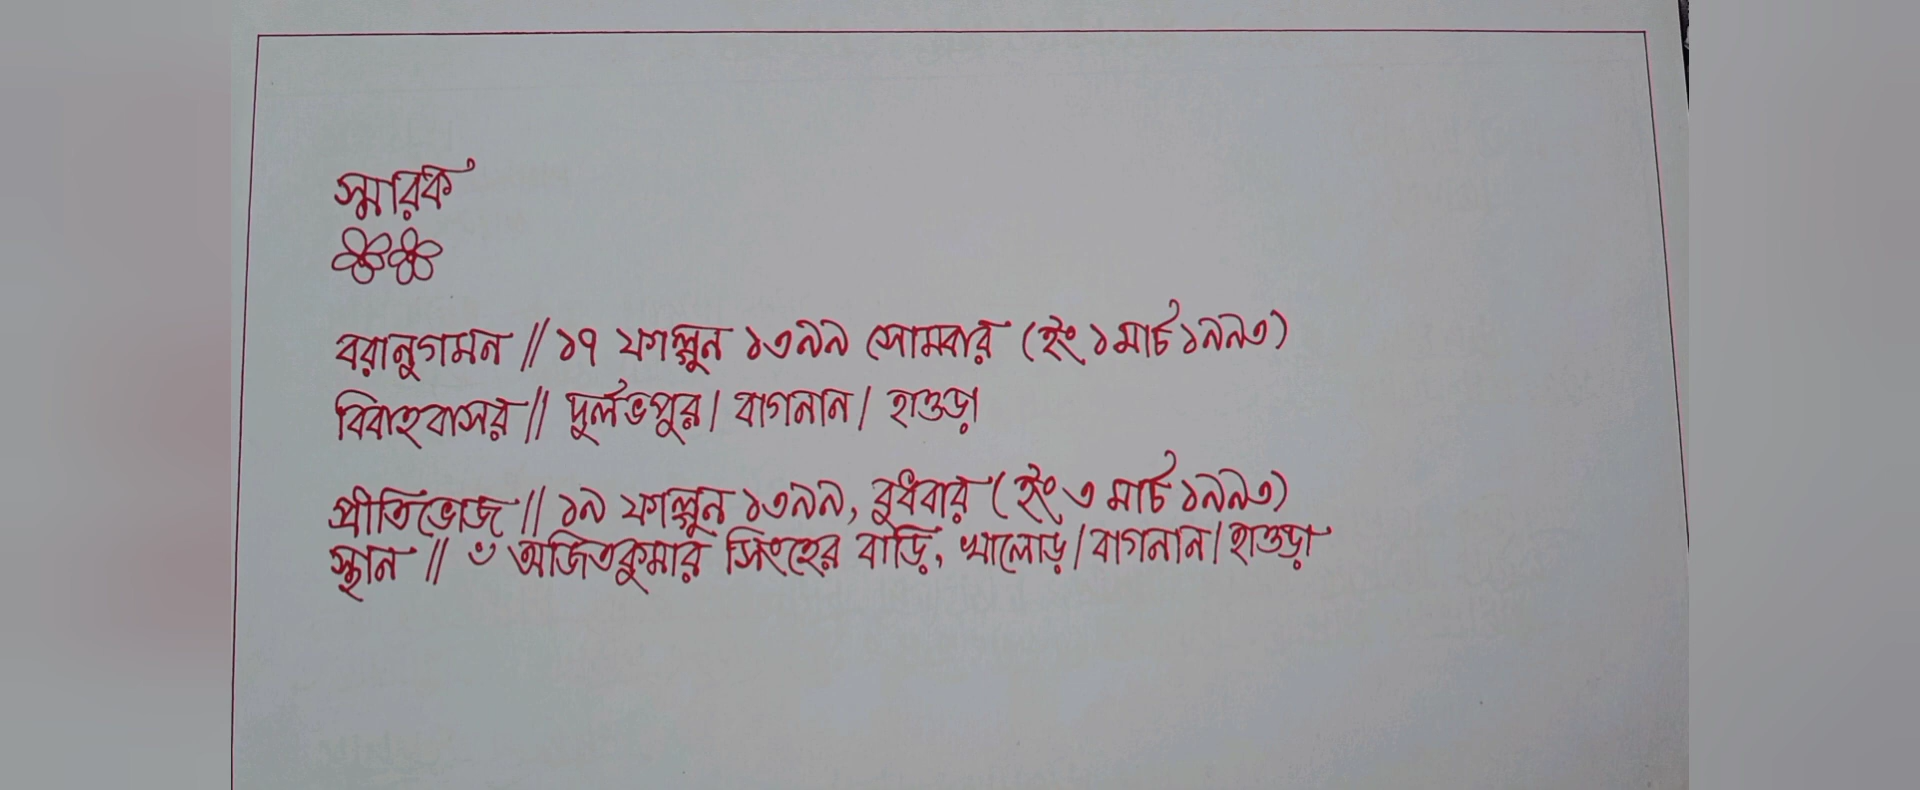 স্মারক
বরানুগমন // ১৭ ফাল্গুন ১৩৯৯ সোমবার (ইং ১ মার্চ ১৯৯৩)
বিবাহবাসর // দুর্লভপুর / বাগনান / হাওড়া
প্রীতিভোজ // ১৯ ফাল্গুন ১৩৯৯, বুধবার (ইং ৩ মার্চ ১৯৯৩)
স্থান // ৺ অজিতকুমার সিংহের বাড়ি, খালোড় / বাগনান / হাওড়া